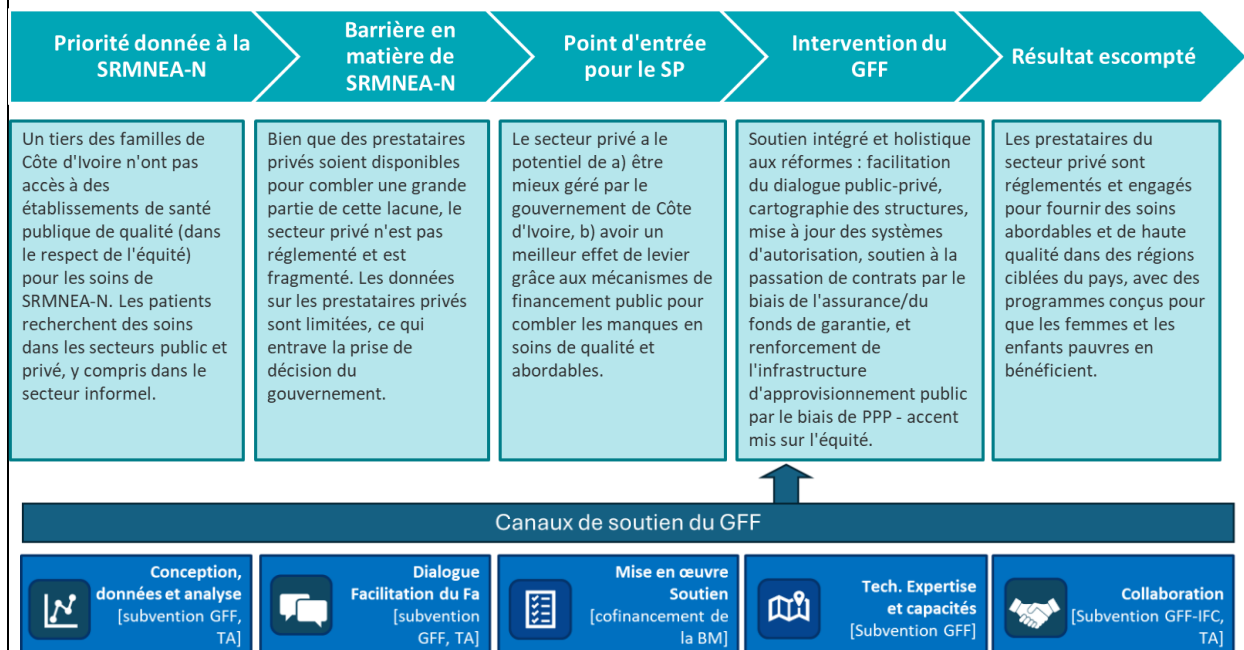 Priorité donnée à la
SRMNEA-N
Barrière en
matière de
SRMNEA-N
Point d'entrée
pour le SP
Intervention du
GFF
Résultat escompté
Un tiers des familles de
Côte d'Ivoire n'ont pas
accès à des
établissements de santé
publique de qualité (dans
le respect de l'équité)
pour les soins de
SRMNEA-N. Les patients
recherchent des soins
dans les secteurs public et
privé, y compris dans le
secteur informel.
Bien que des prestataires
privés soient disponibles
pour combler une grande
partie de cette lacune, le
secteur privé n'est pas
réglementé et est
fragmenté. Les données
sur les prestataires privés
sont limitées, ce qui
entrave la prise de
décision du
gouvernement.
Le secteur privé a le
potentiel de a) être
mieux géré par le
gouvernement de Côte
d'Ivoire, b) avoir un
meilleur effet de levier
grâce aux mécanismes de
financement public pour
combler les manques en
soins de qualité et
abordables.
Soutien intégré et holistique
aux réformes : facilitation
du dialogue public-privé,
cartographie des structures,
mise à jour des systèmes
d'autorisation, soutien à la
passation de contrats par le
biais de l'assurance/du
fonds de garantie, et
renforcement de
l'infrastructure
d'approvisionnement public
par le biais de PPP - accent
mis sur l'équité.
Les prestataires du
secteur privé sont
réglementés et engagés
pour fournir des soins
abordables et de haute
qualité dans des régions
ciblées du pays, avec des
programmes conçus pour
que les femmes et les
enfants pauvres en
bénéficient.
Canaux de soutien du GFF
Conception,
données et analyse
[subvention GFF,
TA]
Dialogue
Facilitation du Fa
[subvention
GFF, TA]
Mise en œuvre
Soutien
[cofinancement de
la BM]
Tech. Expertise
et capacités
[Subvention GFF]
Collaboration
[Subvention GFF-IFC,
TA]